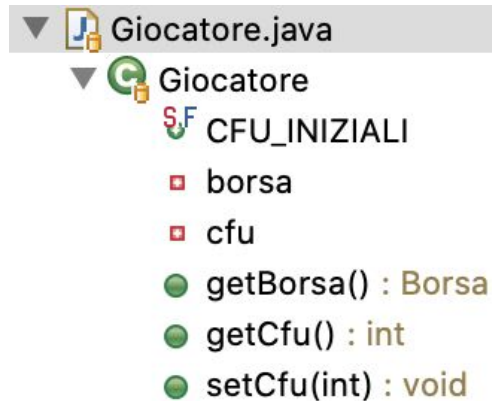 Giocatore.java
Giocatore
CFU_INIZIALI
borsa
cfu
getBorsa() : Borsa
getCfu() : int
setCfu(int) : void